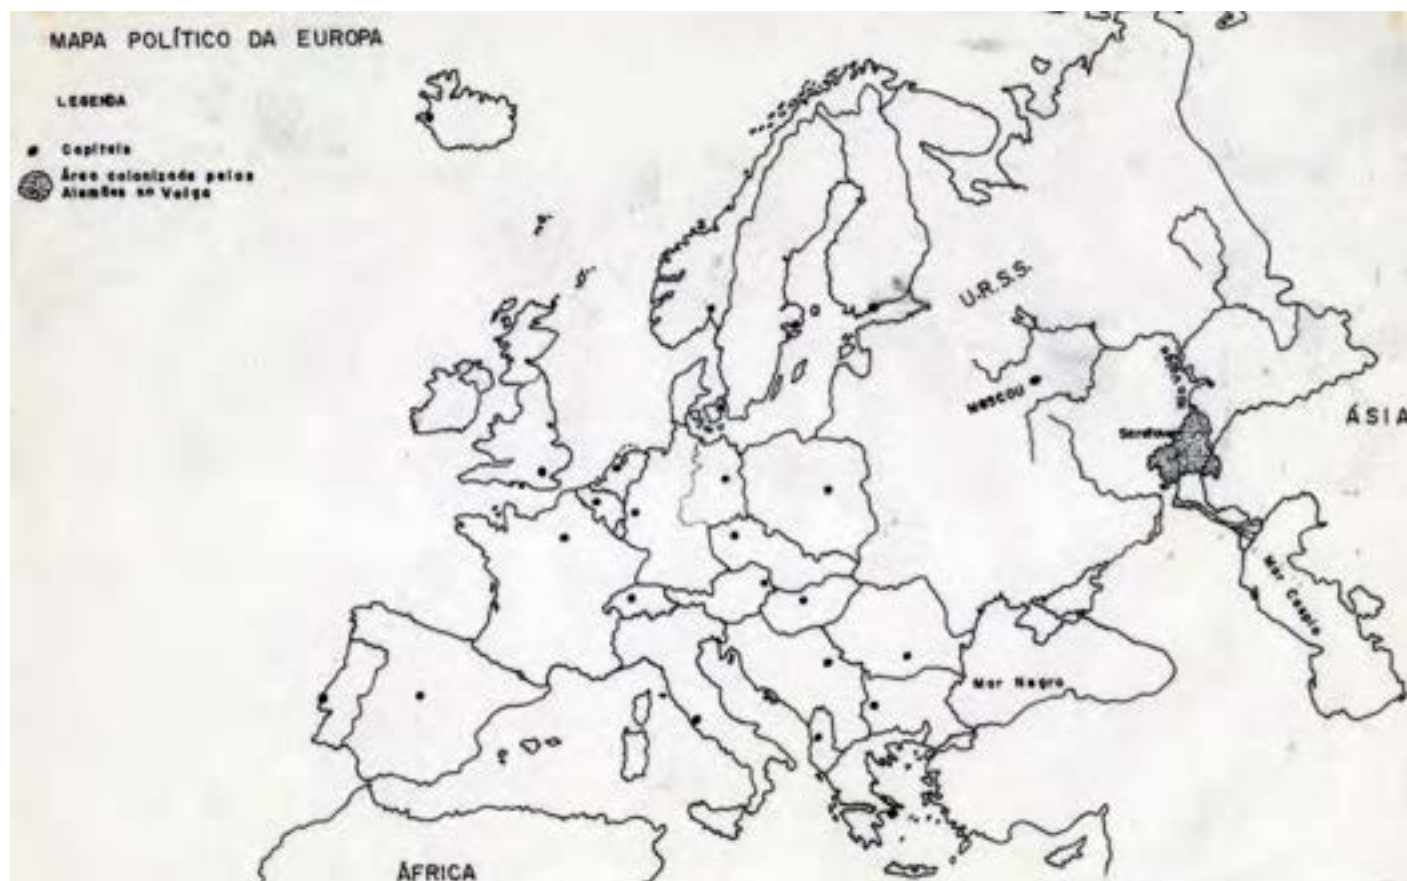 MAPA POLÍTICO DA EUROPA
LEGENDA
Capitais
Área colonizada pelos
Alemães no Volga
U.R.S.S.
MOSCOU
ÁSIA
Mar Cáspio
Mar Negro
ÁFRICA